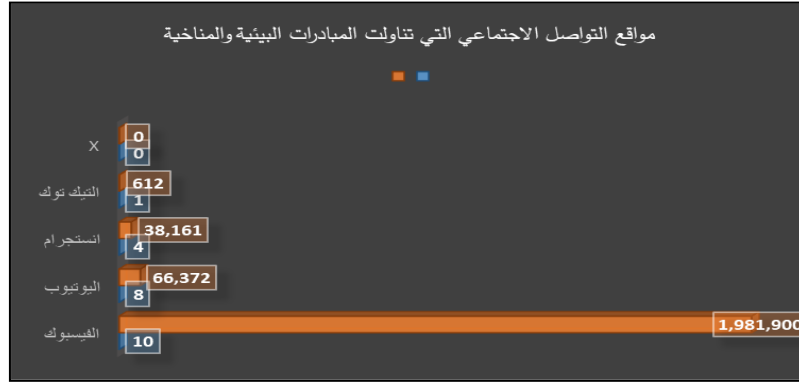 مواقع التواصل الاجتماعي التي تناولت المبادرات البيئية والمناخية
X
0
0
التيك توك
612
1
انستجرام
38,161
4
اليوتيوب
66,372
8
الفيسبوك
1,981,900
10